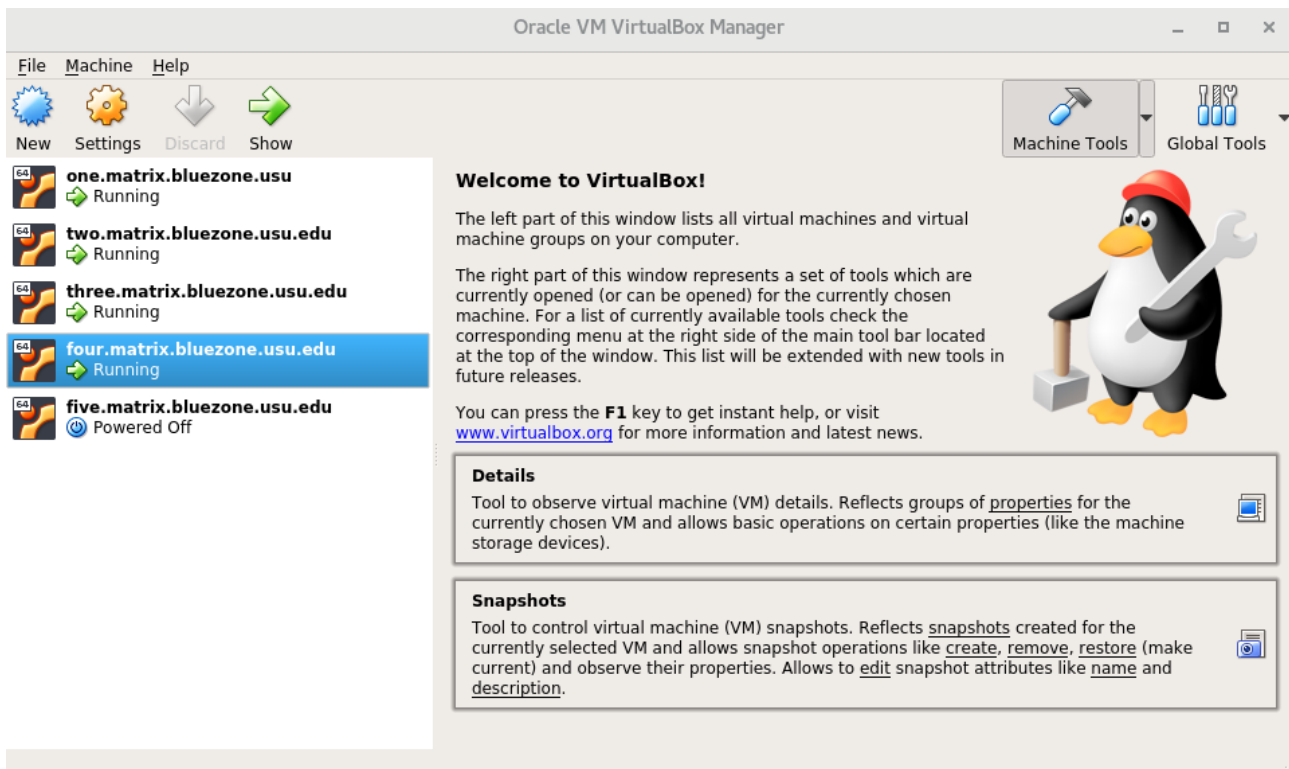 Oracle VM VirtualBox Manager
File Machine Help
New Settings Discard Show
Machine Tools Global Tools
64 one.matrix.bluezone.usu
Running
64 two.matrix.bluezone.usu.edu
Running
64 three.matrix.bluezone.usu.edu
Running
64 four.matrix.bluezone.usu.edu
Running
64 five.matrix.bluezone.usu.edu
Powered Off
Welcome to VirtualBox!
The left part of this window lists all virtual machines and virtual
machine groups on your computer.
The right part of this window represents a set of tools which are
currently opened (or can be opened) for the currently chosen
machine. For a list of currently available tools check the
corresponding menu at the right side of the main tool bar located
at the top of the window. This list will be extended with new tools in
future releases.
You can press the F1 key to get instant help, or visit
www.virtualbox.org for more information and latest news.
Details
Tool to observe virtual machine (VM) details. Reflects groups of properties for the
currently chosen VM and allows basic operations on certain properties (like the machine
storage devices).
Snapshots
Tool to control virtual machine (VM) snapshots. Reflects snapshots created for the
currently selected VM and allows snapshot operations like create, remove, restore (make
current) and observe their properties. Allows to edit snapshot attributes like name and
description.